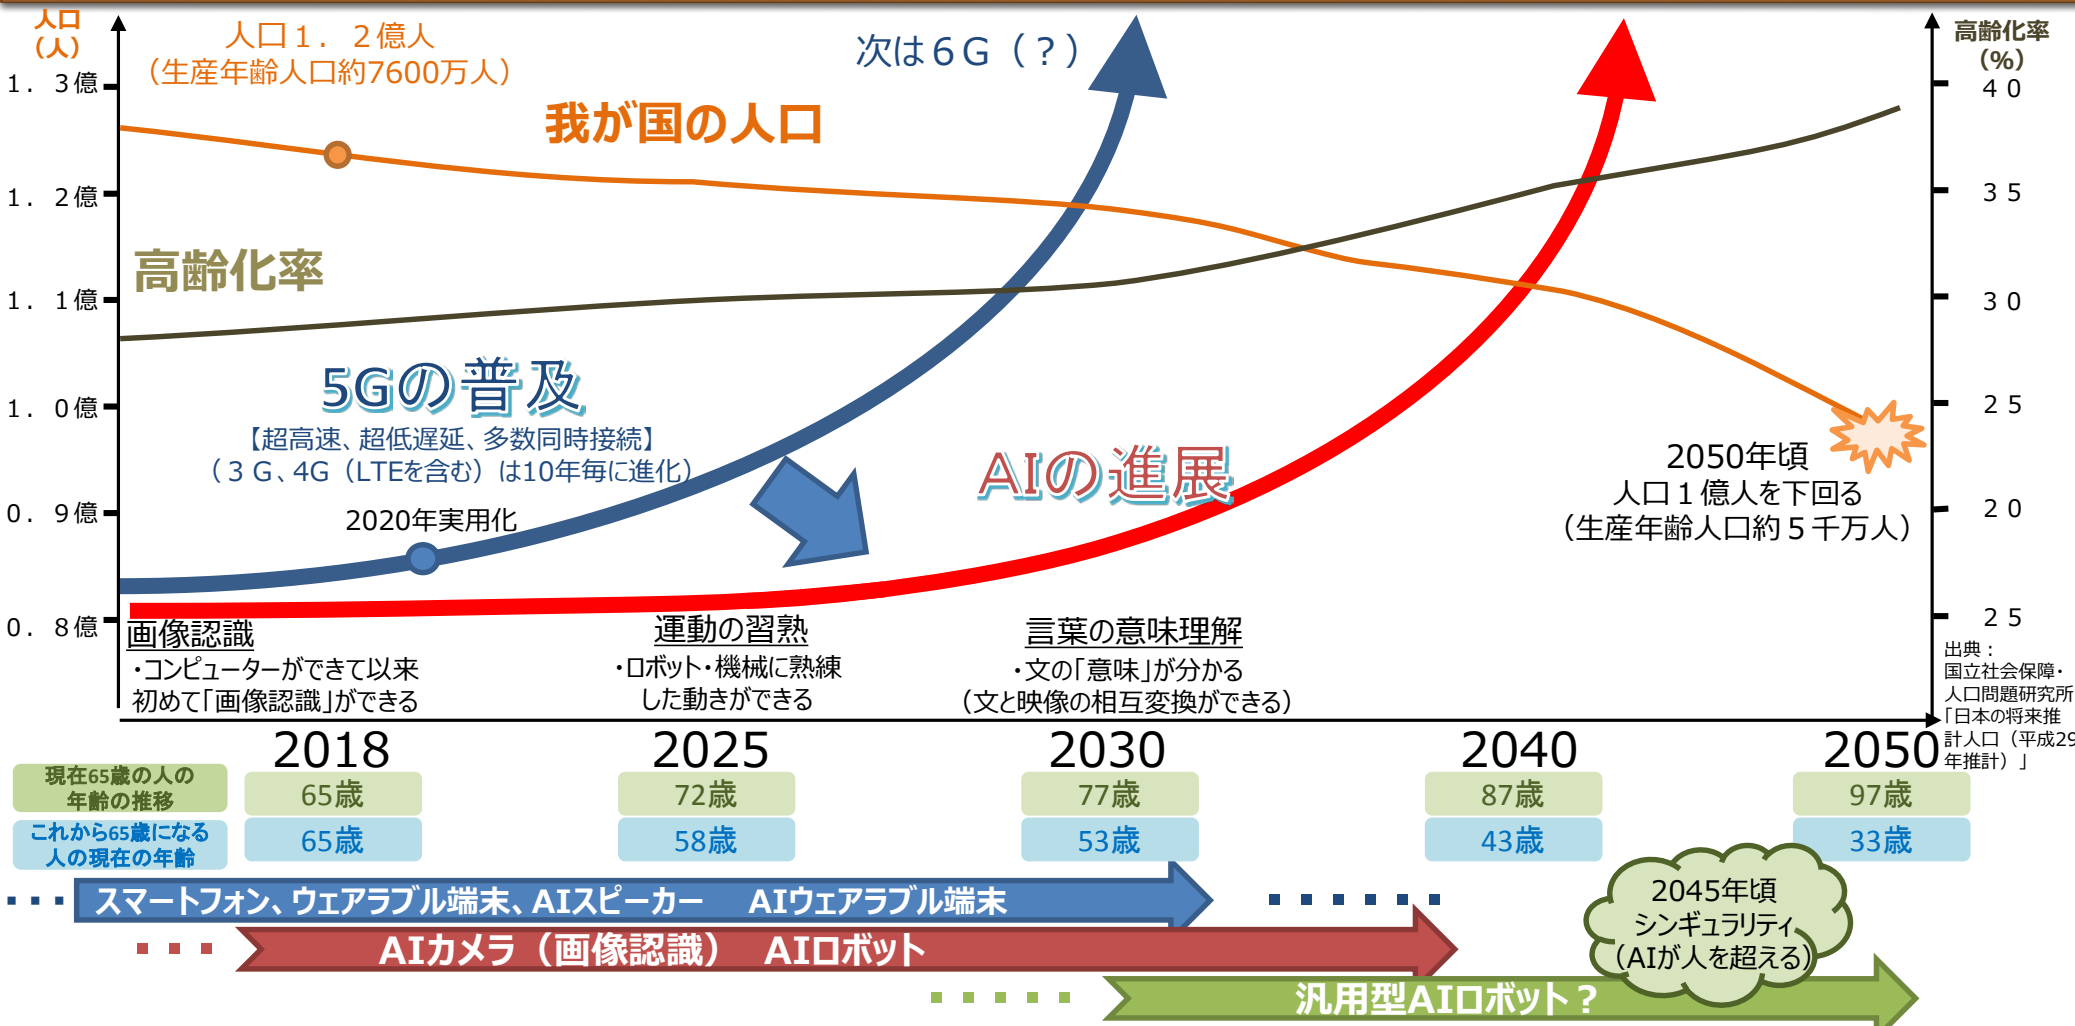 人口
（人）
人口１．２億人
（生産年齢人口約7600万人）
次は６Ｇ（？）
高齢化率
（％）
１．３億
４０
我が国の人口
１．２億
３５
高齢化率
１．１億
３０
5Gの普及
１．０億
２５
【超高速、超低遅延、多数同時接続】
（３Ｇ、4G（LTEを含む）は10年毎に進化）
AIの進展
2050年頃
人口１億人を下回る
（生産年齢人口約５千万人）
０．９億
２０
2020年実用化
０．８億
２５
画像認識
・コンピューターができて以来
初めて「画像認識」ができる
運動の習熟
・ロボット・機械に熟練
した動きができる
言葉の意味理解
・文の「意味」が分かる
（文と映像の相互変換ができる）
出典：
国立社会保障・
人口問題研究所
「日本の将来推
計人口（平成29
年推計）」
2018
2025
2030
2040
2050
現在65歳の人の
年齢の推移
65歳
72歳
77歳
87歳
97歳
これから65歳になる
人の現在の年齢
65歳
58歳
53歳
43歳
33歳
スマートフォン、ウェアラブル端末、AIスピーカー　AIウェアラブル端末
AIカメラ（画像認識）　AIロボット
2045年頃
シンギュラリティ
（AIが人を超える）
汎用型AIロボット？